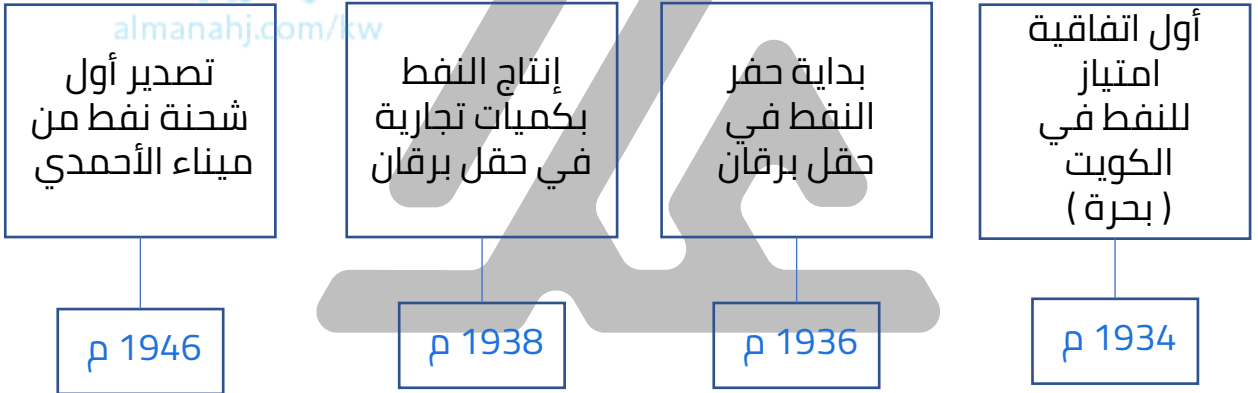 almanahj.com/kw
أول اتفاقية
امتياز
للنفط في
الكويت
( بحرة )
1934 م
بداية حفر
النفط في
حقل برقان
1936 م
إنتاج النفط
بكميات تجارية
في حقل برقان
1938 م
تصدير أول
شحنة نفط من
ميناء الأحمدي
1946 م